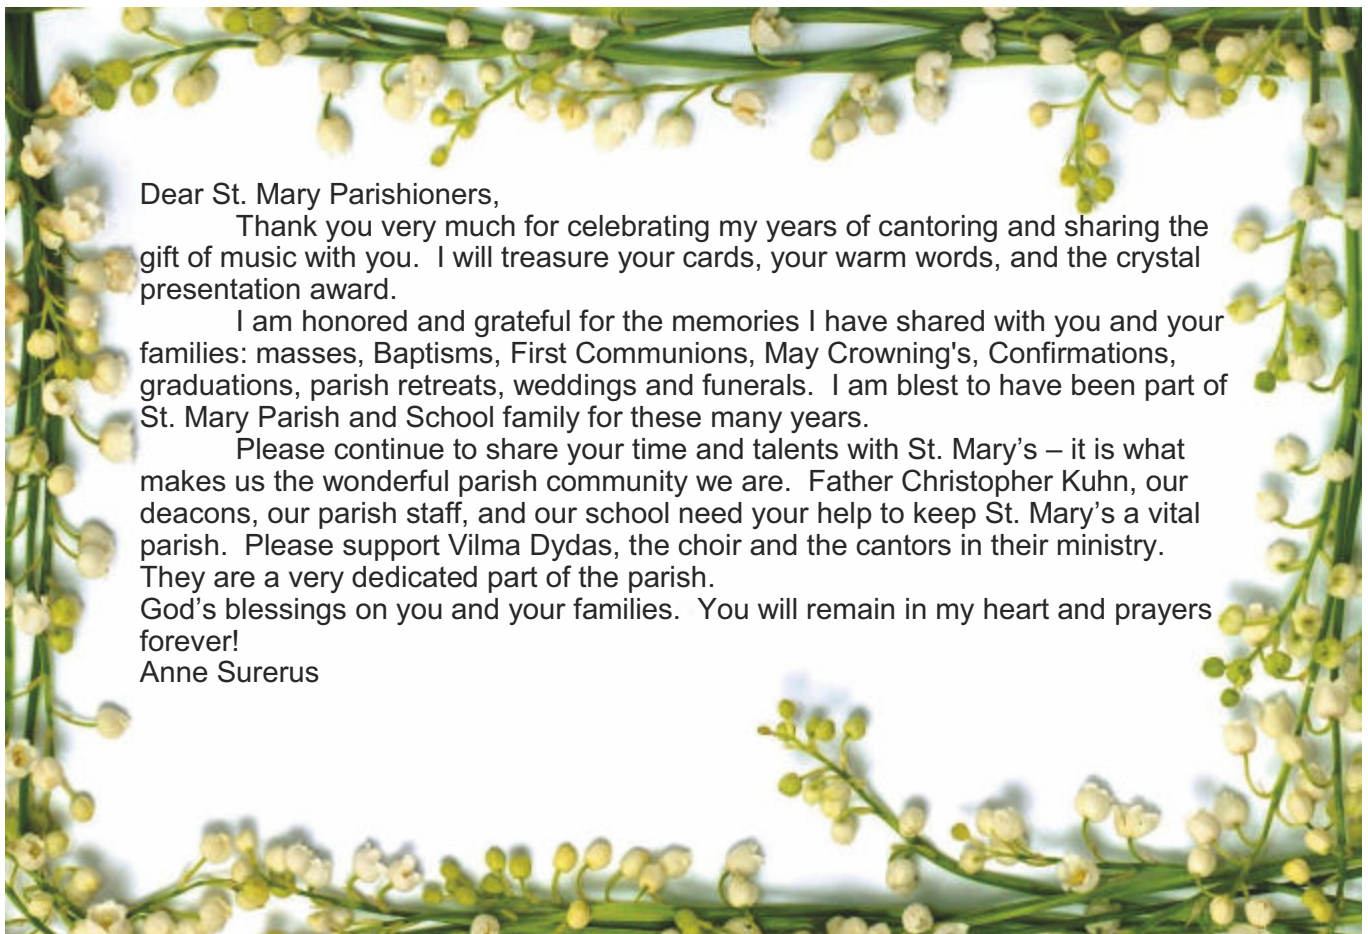 Dear St. Mary Parishioners,
Thank you very much for celebrating my years of cantoring and sharing the
gift of music with you.  I will treasure your cards, your warm words, and the crystal
presentation award.
I am honored and grateful for the memories I have shared with you and your
families: masses, Baptisms, First Communions, May Crowning's, Confirmations,
graduations, parish retreats, weddings and funerals.  I am blest to have been part of
St. Mary Parish and School family for these many years.
Please continue to share your time and talents with St. Mary’s – it is what
makes us the wonderful parish community we are.  Father Christopher Kuhn, our
deacons, our parish staff, and our school need your help to keep St. Mary’s a vital
parish.  Please support Vilma Dydas, the choir and the cantors in their ministry.
They are a very dedicated part of the parish.
God’s blessings on you and your families.  You will remain in my heart and prayers
forever!
Anne Surerus